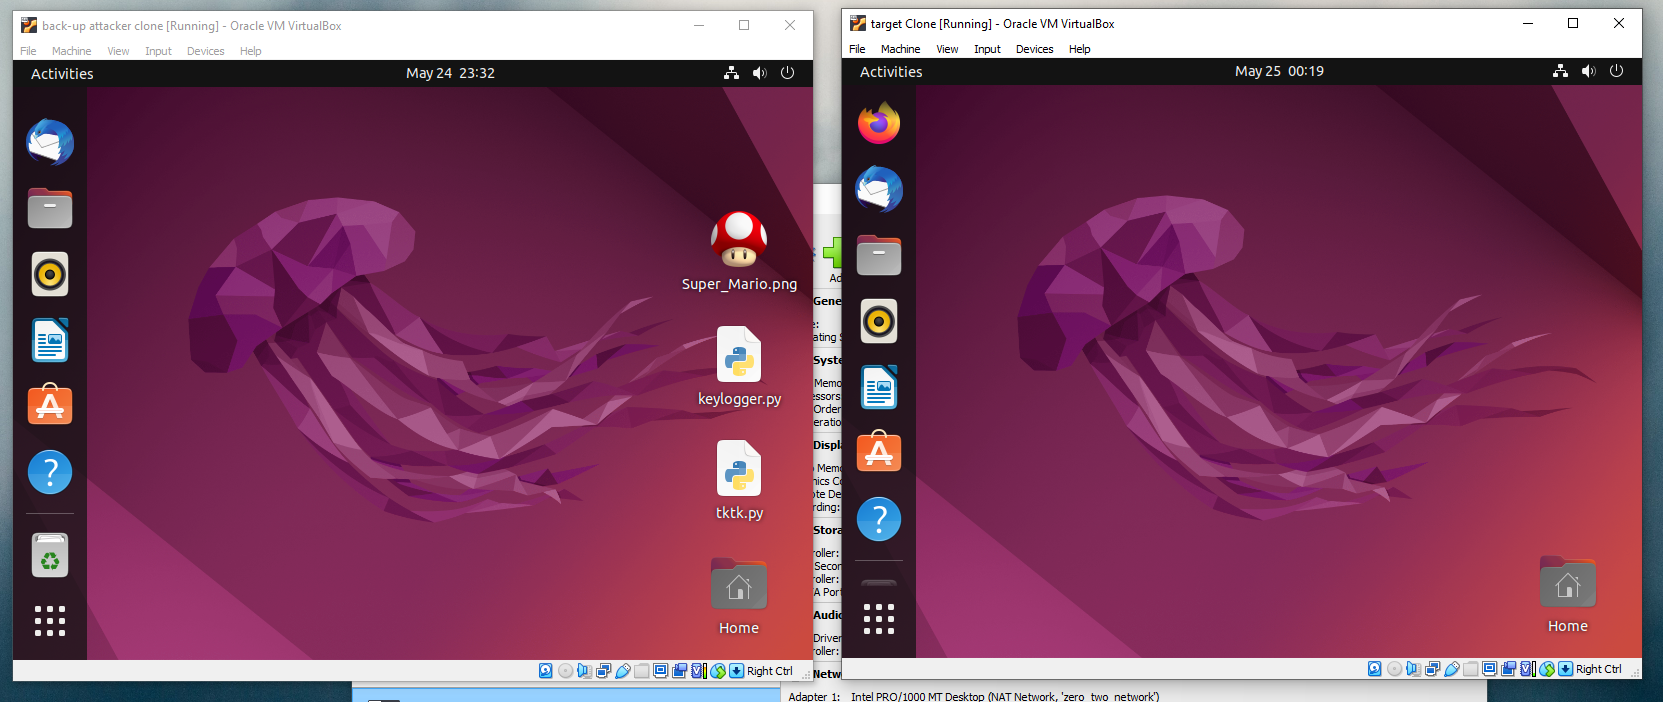 back-up attacker clone [Running] - Oracle VM VirtualBox
File Machine View Input Devices Help
Activities
May 24 23:32
Super_Mario.png
keylogger.py
tktk.py
Home
Right Ctrl
target Clone [Running] - Oracle VM VirtualBox
File Machine View Input Devices Help
Activities
May 25 00:19
Home
Right Ctrl
Ad
Gene
e:
ating S
Syste
Memo
essors
Order
eratio
Displa
o Memo
hics Co
ote De
rding:
Stora
roller:
Secon
roller:
A Port
Audio
Driver
roller:
Netw
Adapter 1: Intel PRO/1000 MT Desktop (NAT Network, 'zero_two_network')